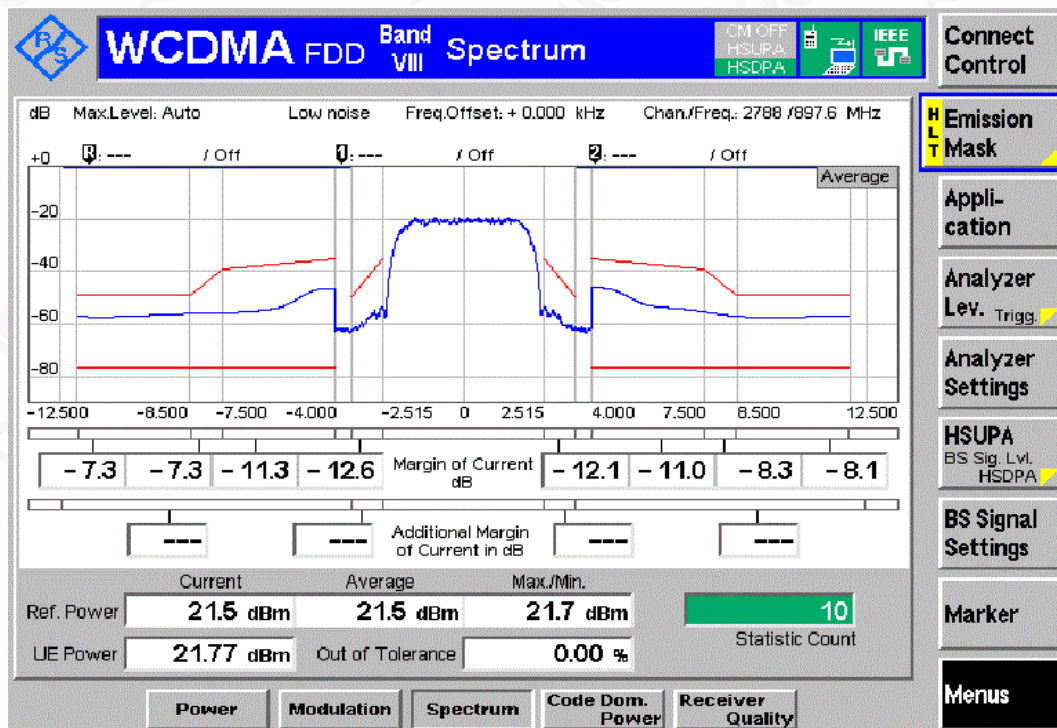 R/S
WCDMA FDD Band VIII Spectrum
CM OFF
HSUPA
HSDPA
IEEE
Connect Control
dB Max.Level: Auto Low noise Freq.Offset: + 0.000 kHz Chan./Freq.: 2788 /897.6 MHz
HLT
Emission Mask
R: --- / Off 1: --- / Off 2: --- / Off
+0
Average
-20
-40
-60
-80
-12.500 -8.500 -7.500 -4.000 -2.515 0 2.515 4.000 7.500 8.500 12.500
Appli-
cation
Analyzer
Lev. Trigg.
Analyzer
Settings
HSUPA
BS Sig. Lvl.
HSDPA
BS Signal
Settings
Marker
Menus
- 7.3 - 7.3 - 11.3 - 12.6 Margin of Current dB - 12.1 - 11.0 - 8.3 - 8.1
--- --- Additional Margin of Current in dB --- ---
Current Average Max./Min.
Ref. Power 21.5 dBm 21.5 dBm 21.7 dBm 10
Statistic Count
UE Power 21.77 dBm Out of Tolerance 0.00 %
Power Modulation Spectrum Code Dom. Power Receiver Quality